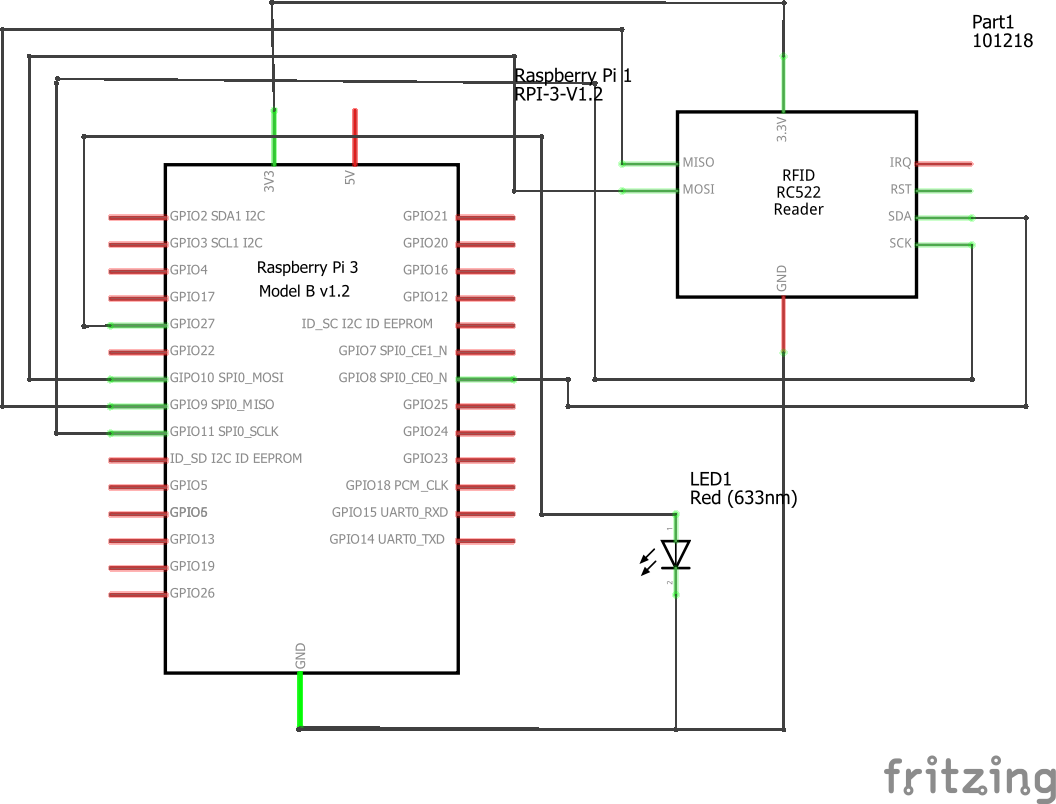 Part1
101218
Raspberry Pi 1
RPI-3-V1.2
3V3
5V
GPIO2 SDA1 I2C
GPIO3 SCL1 I2C
GPIO4
GPIO17
GPIO27
GPIO22
GIPO10 SPI0_MOSI
GPIO9 SPI0_MISO
GPIO11 SPI0_SCLK
ID_SD I2C ID EEPROM
GPIO5
GPIO6
GPIO13
GPIO19
GPIO26
Raspberry Pi 3
Model B v1.2
GPIO21
GPIO20
GPIO16
GPIO12
ID_SC I2C ID EEPROM
GPIO7 SPI0_CE1_N
GPIO8 SPI0_CE0_N
GPIO25
GPIO24
GPIO23
GPIO18 PCM_CLK
GPIO15 UART0_RXD
GPIO14 UART0_TXD
GND
3.3V
MISO
MOSI
RFID
RC522
Reader
IRQ
RST
SDA
SCK
GND
LED1
Red (633nm)
1
2
fritzing